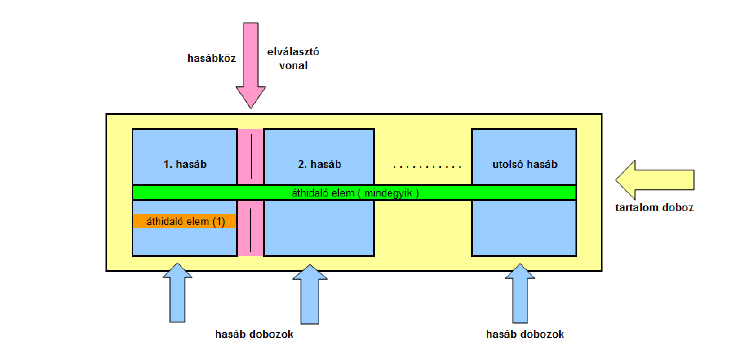 hasábköz
elválasztó
vonal
1. hasáb
2. hasáb
. . . . . . . . . . .
utolsó hasáb
áthidaló elem ( mindegyik )
áthidaló elem (1)
tartalom doboz
hasáb dobozok
hasáb dobozok